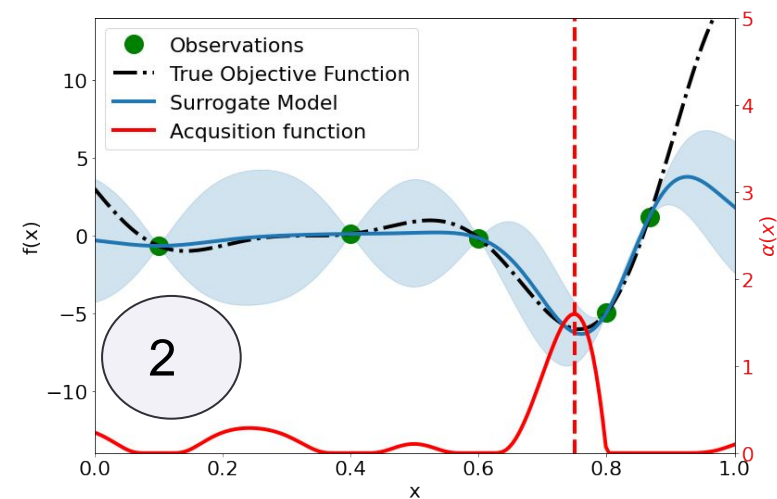 Observations
True Objective Function
Surrogate Model
Acqusition function
10
5
0
−5
−10
f(x)
5
4
3
2
1
0
α(x)
2
0.0 0.2 0.4 0.6 0.8 1.0
x